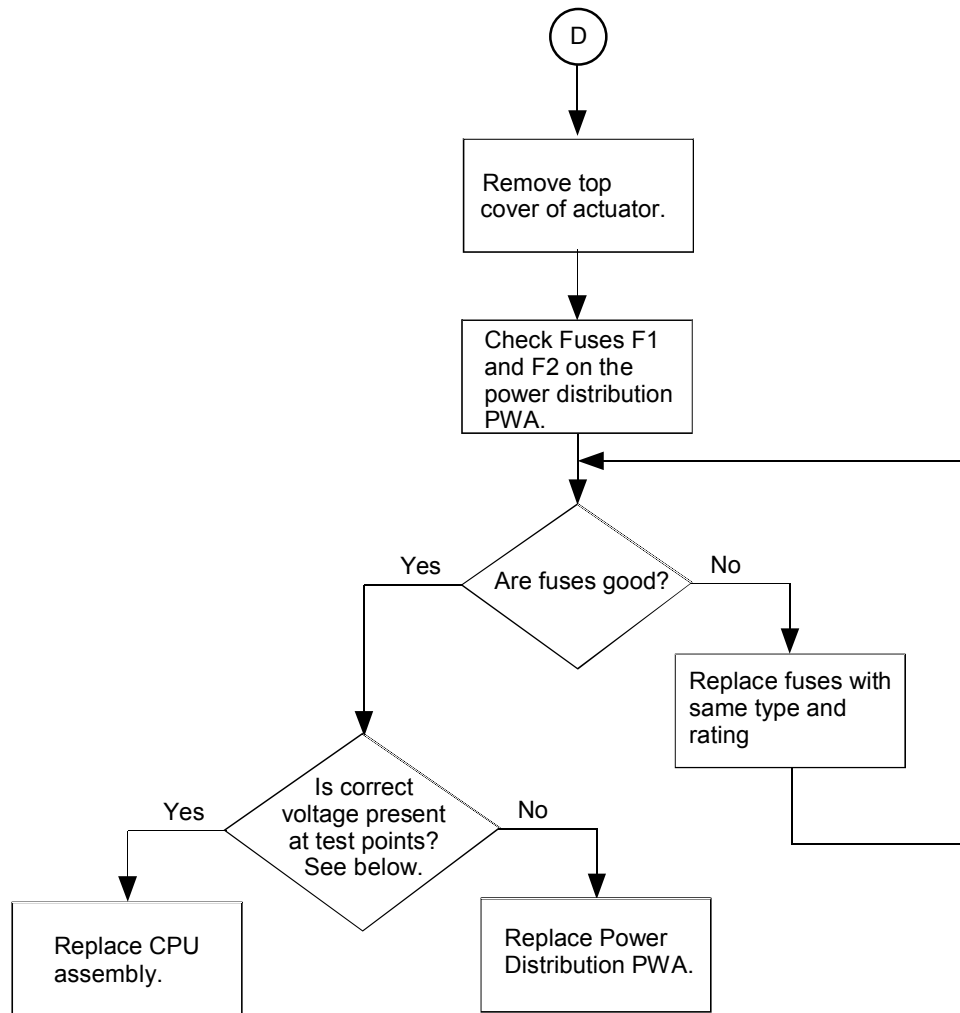 D
Remove top
cover of actuator.
Check Fuses F1
and F2 on the
power distribution
PWA.
Yes
Are fuses good?
No
Replace fuses with
same type and
rating
Yes
Is correct
voltage present
at test points?
See below.
No
Replace CPU
assembly.
Replace Power
Distribution PWA.